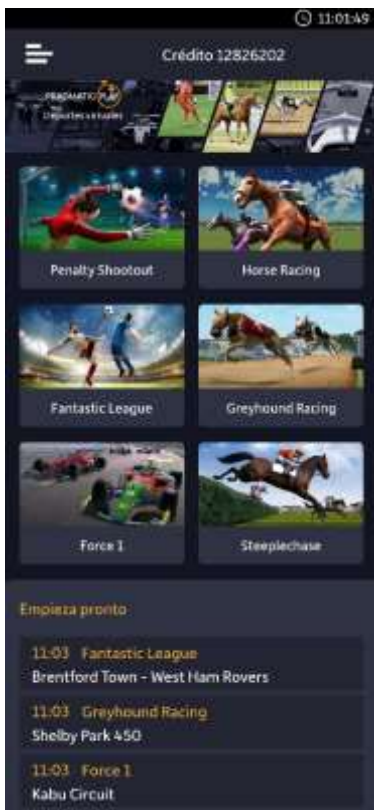 11:01:49
Crédito 12826202
PRAGMATIC PLAY
Deportes virtuales
Penalty Shootout
Horse Racing
Fantastic League
Greyhound Racing
Force 1
Steeplechase
Empieza pronto
11:03 Fantastic League
Brentford Town - West Ham Rovers
11:03 Greyhound Racing
Shelby Park 450
11:03 Force 1
Kabu Circuit